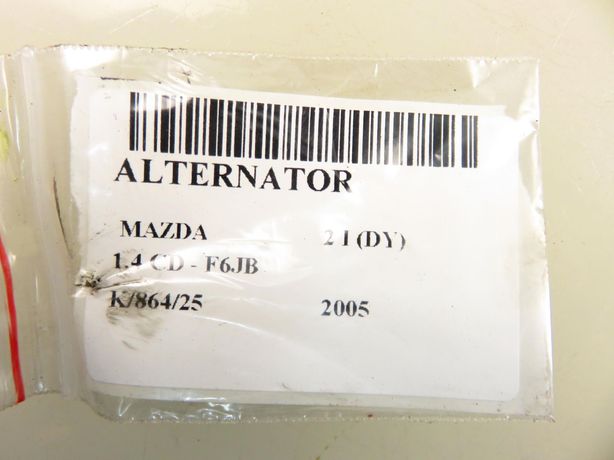 ALTERNATOR
MAZDA 2 I (DY)
1.4 CD - F6JB
K/864/25 2005